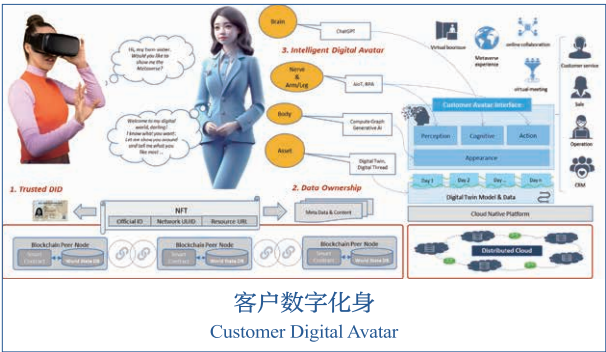 Hi, my twin sister.
Would you like to
show me the
Metaverse?
Welcome to my digital
world, darling!
I know what you want;
Let me show you around
and tell me what you
like most ...
3. Intelligent Digital Avatar
Brain
ChatGPT
Nerve
&
Arm/Leg
AIoT, RPA
Body
Compute-Graph
Generative AI
Asset
Digital Twin,
Digital Thread
Virtual boutique
Metaverse
experience
online collaboration
virtual meeting
Customer service
Sale
Operation
CRM
Customer Avatar Interface
Perception
Cognitive
Action
Appearance
Day 1
Day 2
Day n
Digital Twin Model & Data
Cloud Native Platform
Distributed Cloud
1. Trusted DID
NFT
Official ID
Network UUID
Resource URL
2. Data Ownership
Meta Data & Content
Blockchain Peer Node
Smart
Contract
World State DB
Blockchain Peer Node
Smart
Contract
World State DB
Blockchain Peer Node
Smart
Contract
World State DB
客户数字化身
Customer Digital Avatar